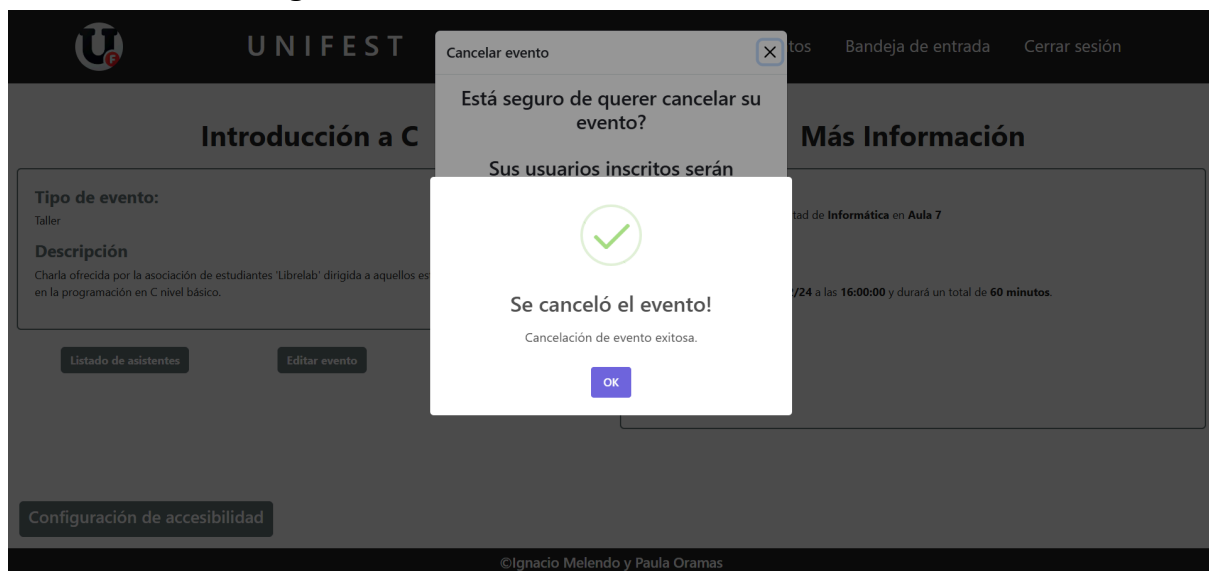 UNIFEST
Cancelar evento
Bandeja de entrada
Cerrar sesión
Está seguro de querer cancelar su
evento?
Sus usuarios inscritos serán
Introducción a C
Tipo de evento:
Taller
Descripción
Charla ofrecida por la asociación de estudiantes 'Librelab' dirigida a aquellos
en la programación en C nivel básico.
Listado de asistentes
Editar evento
Más Información
de Informática en Aula 7
/24 a las 16:00:00 y durará un total de 60 minutos.
Se canceló el evento!
Cancelación de evento exitosa.
OK
Configuración de accesibilidad
©Ignacio Melendo y Paula Oramas